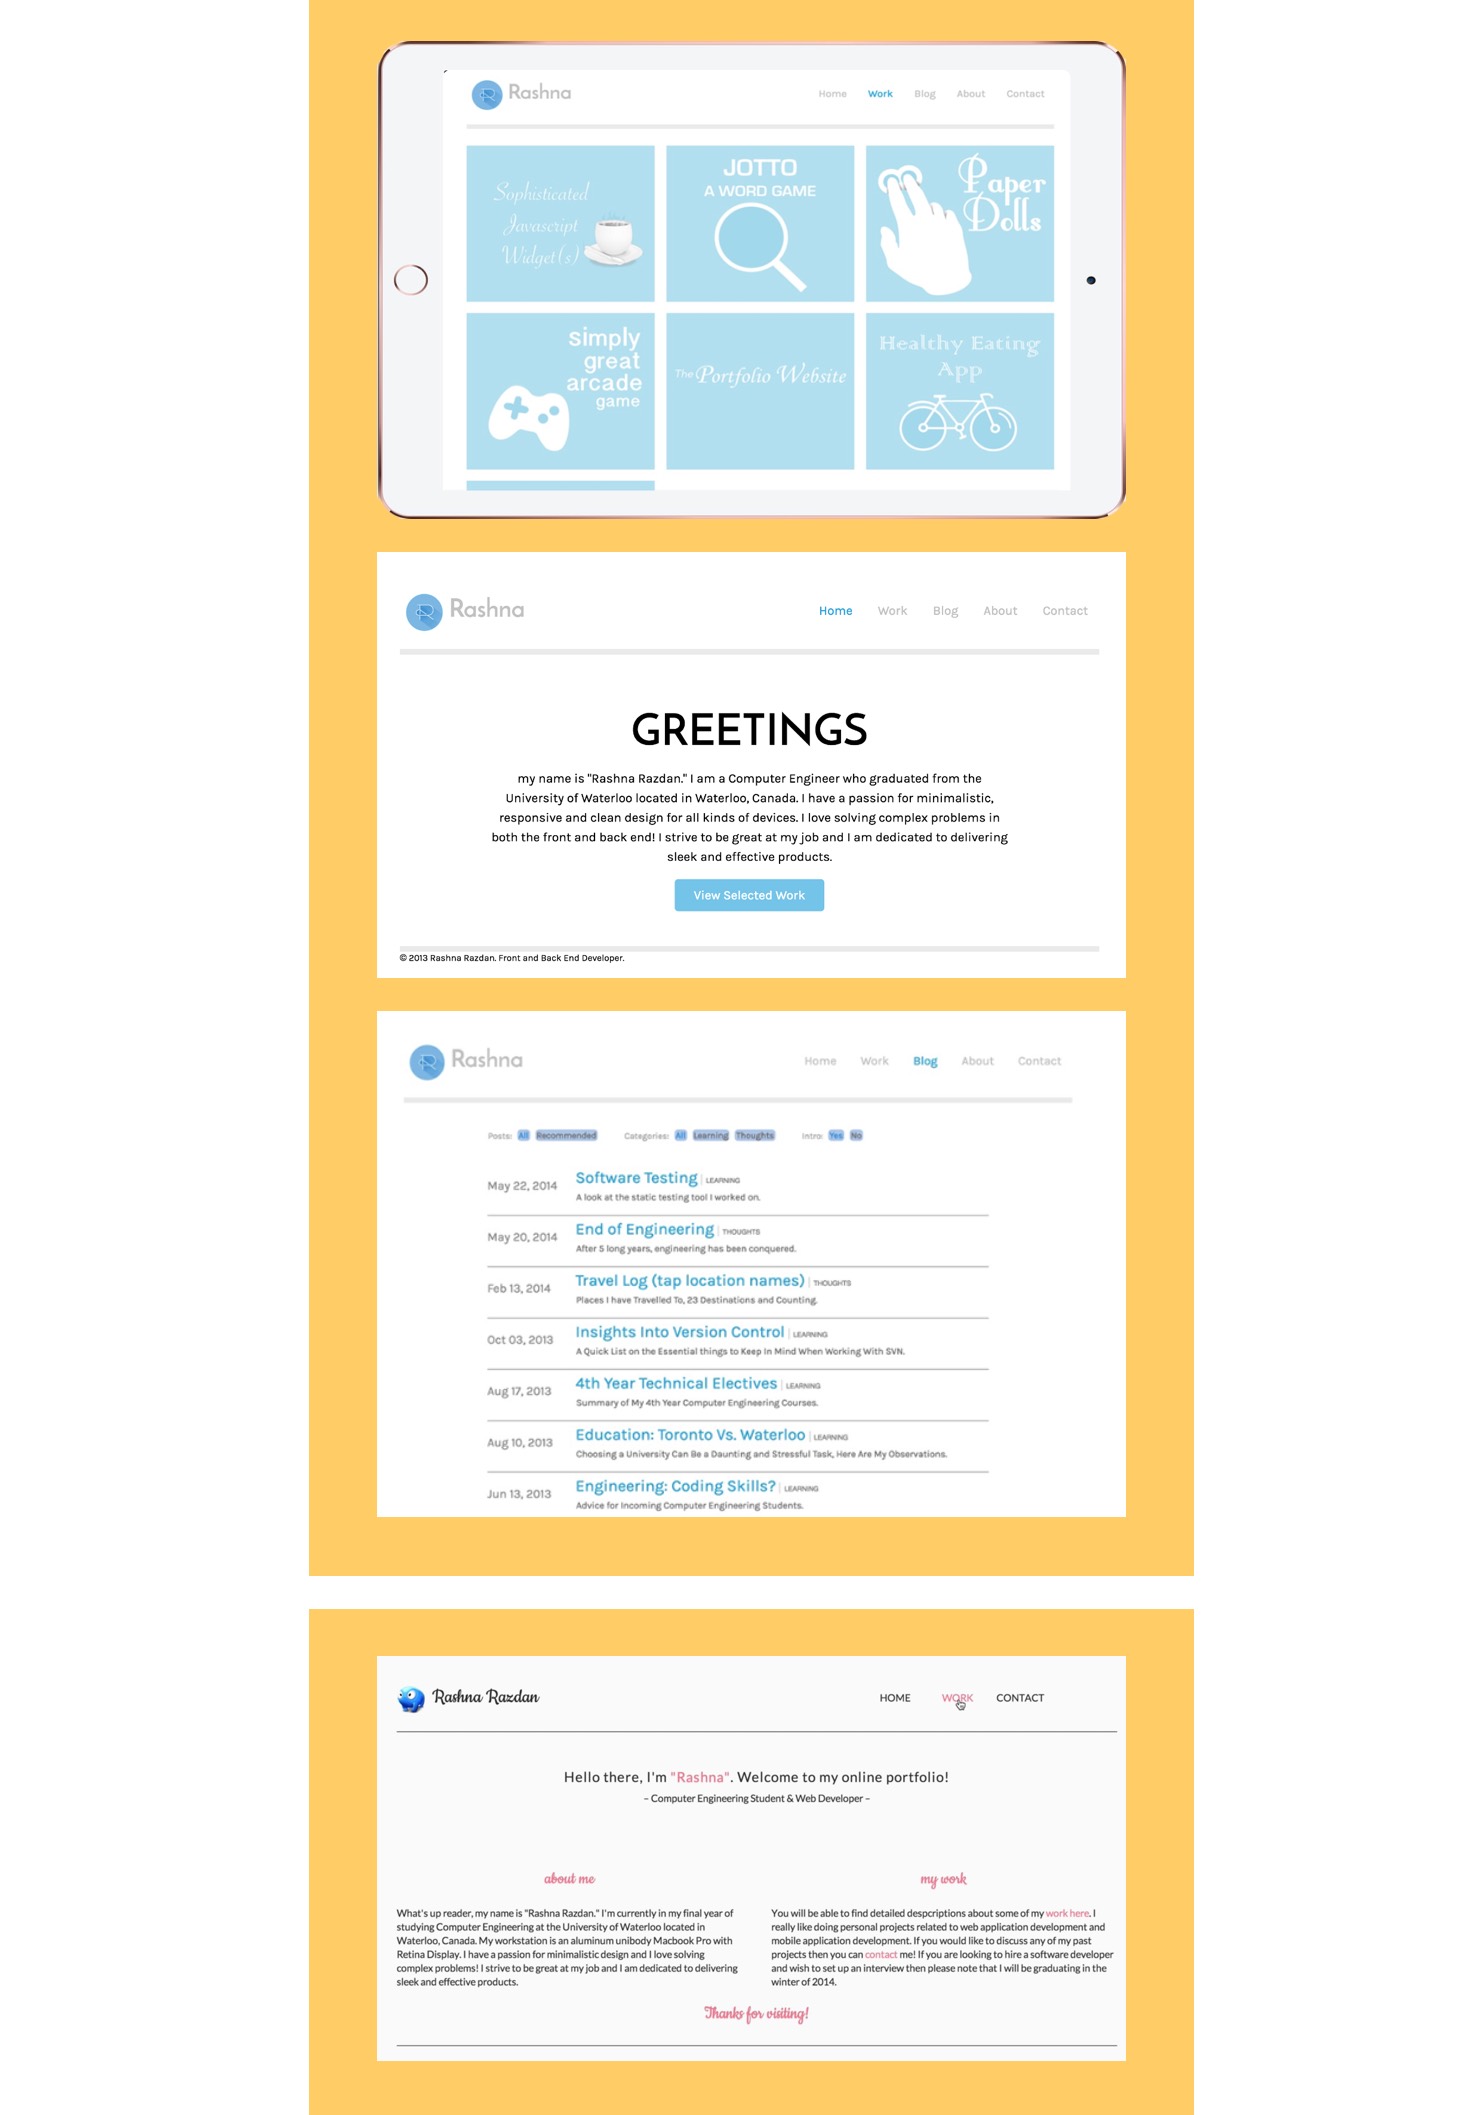 Rashna
Home Work Blog About Contact
Sophisticated
Javascript
Widget(s)
JOTTO
A WORD GAME
Paper
Dolls
simply
great
arcade
game
The Portfolio Website
Healthy Eating
App
Rashna
Home Work Blog About Contact
GREETINGS
my name is "Rashna Razdan." I am a Computer Engineer who graduated from the
University of Waterloo located in Waterloo, Canada. I have a passion for minimalistic,
responsive and clean design for all kinds of devices. I love solving complex problems in
both the front and back end! I strive to be great at my job and I am dedicated to delivering
sleek and effective products.
View Selected Work
© 2013 Rashna Razdan. Front and Back End Developer.
Rashna
Home Work Blog About Contact
Posts: All Recommended Categories: All Learning Thoughts Intro: Yes No
May 22, 2014 Software Testing | LEARNING
A look at the static testing tool I worked on.
May 20, 2014 End of Engineering | THOUGHTS
After 5 long years, engineering has been conquered.
Feb 13, 2014 Travel Log (tap location names) | THOUGHTS
Places I have Travelled To, 23 Destinations and Counting.
Oct 03, 2013 Insights Into Version Control | LEARNING
A Quick List on the Essential things to Keep In Mind When Working With SVN.
Aug 17, 2013 4th Year Technical Electives | LEARNING
Summary of My 4th Year Computer Engineering Courses.
Aug 10, 2013 Education: Toronto Vs. Waterloo | LEARNING
Choosing a University Can Be a Daunting and Stressful Task, Here Are My Observations.
Jun 13, 2013 Engineering: Coding Skills? | LEARNING
Advice for Incoming Computer Engineering Students.
Rashna Razdan
HOME WORK CONTACT
Hello there, I'm "Rashna". Welcome to my online portfolio!
– Computer Engineering Student & Web Developer –
about me
What's up reader, my name is "Rashna Razdan." I'm currently in my final year of
studying Computer Engineering at the University of Waterloo located in
Waterloo, Canada. My workstation is an aluminum unibody Macbook Pro with
Retina Display. I have a passion for minimalistic design and I love solving
complex problems! I strive to be great at my job and I am dedicated to delivering
sleek and effective products.
my work
You will be able to find detailed despcriptions about some of my work here. I
really like doing personal projects related to web application development and
mobile application development. If you would like to discuss any of my past
projects then you can contact me! If you are looking to hire a software developer
and wish to set up an interview then please note that I will be graduating in the
winter of 2014.
Thanks for visiting!